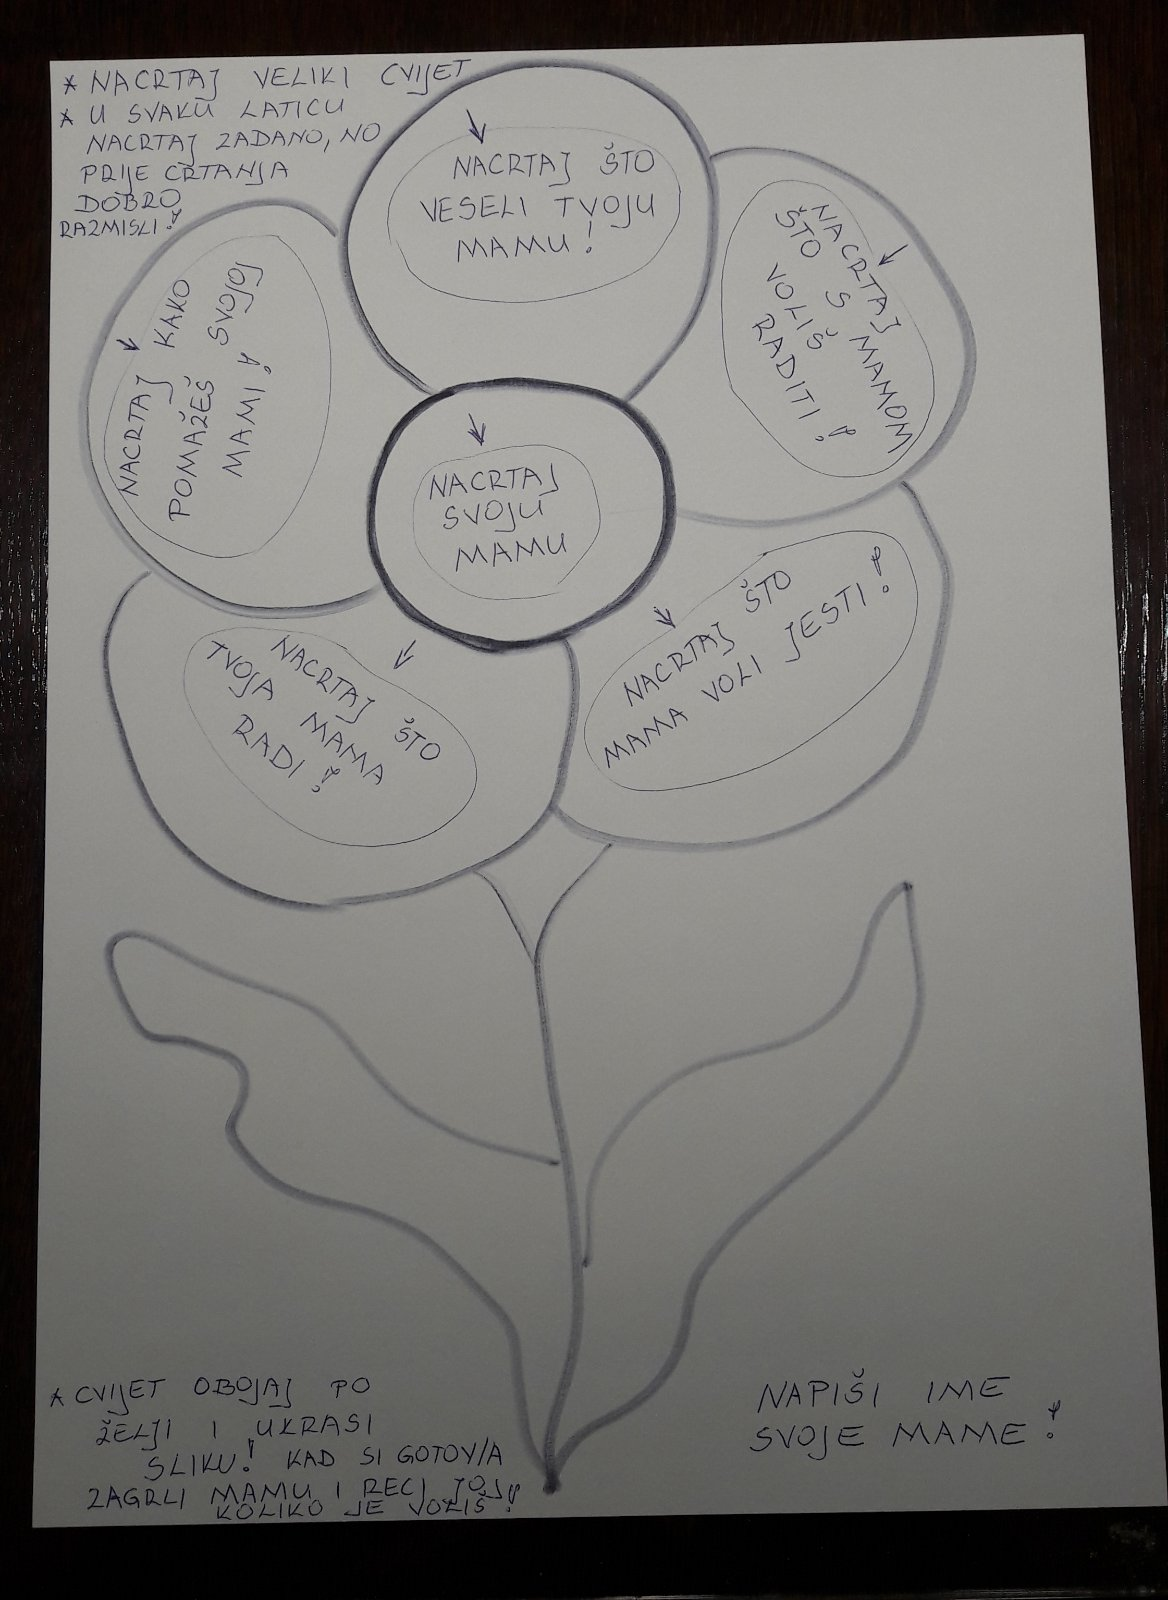 * NACRTAJ VELIKI CVIJET
* U SVAKU LATICU
NACRTAJ ZADANO, NO
PRIJE CRTANJA
DOBRO
RAZMISLI!
NACRTAJ ŠTO
VESELI TVOJU
MAMU!
NACRTAJ
ŠTO S MAMOM
VOLIŠ
RADITI!
NACRTAJ KAKO
POMAŽEŠ SVOJOJ
MAMI!
NACRTAJ
SVOJU
MAMU
NACRTAJ ŠTO
MAMA VOLI JESTI!
NACRTAJ ŠTO
TVOJA MAMA
RADI!
* CVIJET OBOJAJ PO
ŽELJI I UKRASI
SLIKU! KAD SI GOTOV/A
ZAGRLI MAMU I RECI JOJ
KOLIKO JE VOLIŠ!
NAPIŠI IME
SVOJE MAME!